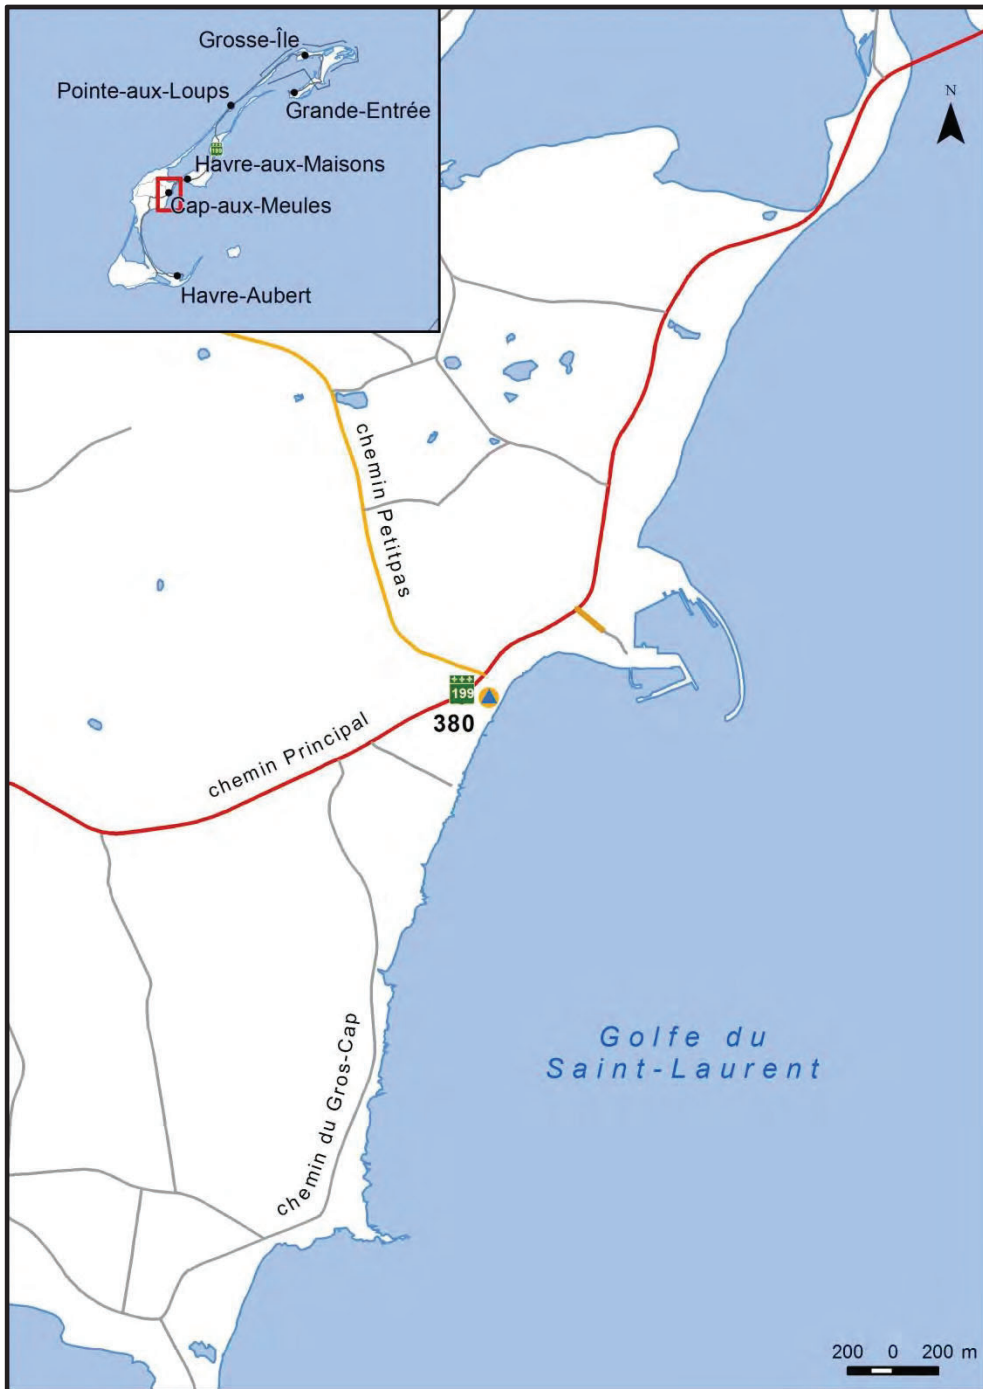 Grosse-Île
Pointe-aux-Loups
Grande-Entrée
Havre-aux-Maisons
Cap-aux-Meules
Havre-Aubert
N
chemin Petitpas
199
380
chemin Principal
chemin du Gros-Cap
Golfe du
Saint-Laurent
200 0 200 m